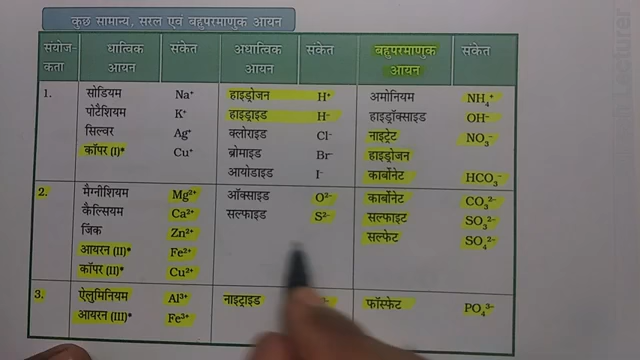 कुछ सामान्य, सरल एवं बहुपरमाणुक आयन
संयोज- धात्विक संकेत अधात्विक संकेत बहुपरमाणुक संकेत
कता आयन आयन आयन
1. सोडियम Na⁺ हाइड्रोजन H⁺ अमोनियम NH₄⁺
पोटैशियम K⁺ हाइड्राइड H⁻ हाइड्रॉक्साइड OH⁻
सिल्वर Ag⁺ क्लोराइड Cl⁻ नाइट्रेट NO₃⁻
कॉपर (I)* Cu⁺ ब्रोमाइड Br⁻ हाइड्रोजन
आयोडाइड I⁻ कार्बोनेट HCO₃⁻
2. मैग्नीशियम Mg²⁺ ऑक्साइड O²⁻ कार्बोनेट CO₃²⁻
कैल्सियम Ca²⁺ सल्फाइड S²⁻ सल्फाइट SO₃²⁻
जिंक Zn²⁺ सल्फेट SO₄²⁻
आयरन (II)* Fe²⁺
कॉपर (II)* Cu²⁺
3. ऐलुमिनियम Al³⁺ नाइट्राइड फॉस्फेट PO₄³⁻
आयरन (III)* Fe³⁺
Lecturer